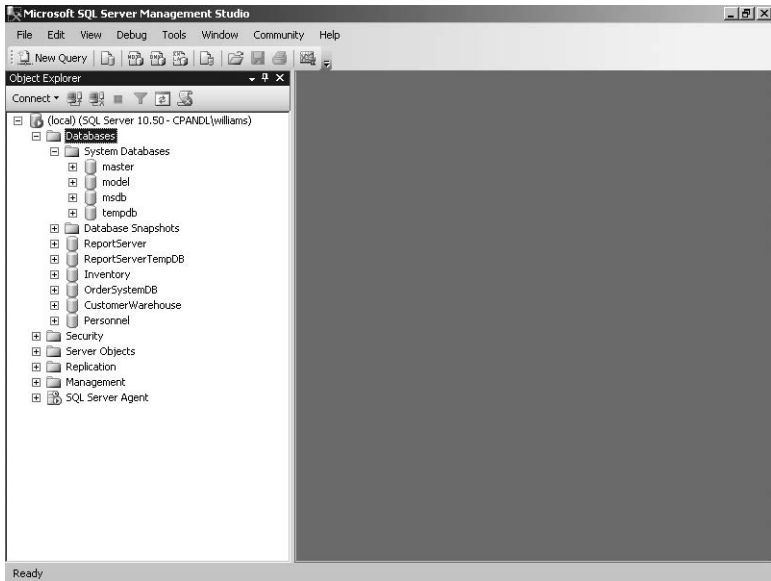 Microsoft SQL Server Management Studio
File Edit View Debug Tools Window Community Help
New Query
Object Explorer
Connect
(local) (SQL Server 10.50 - CPANDL\williams)
Databases
System Databases
master
model
msdb
tempdb
Database Snapshots
ReportServer
ReportServerTempDB
Inventory
OrderSystemDB
CustomerWarehouse
Personnel
Security
Server Objects
Replication
Management
SQL Server Agent
Ready